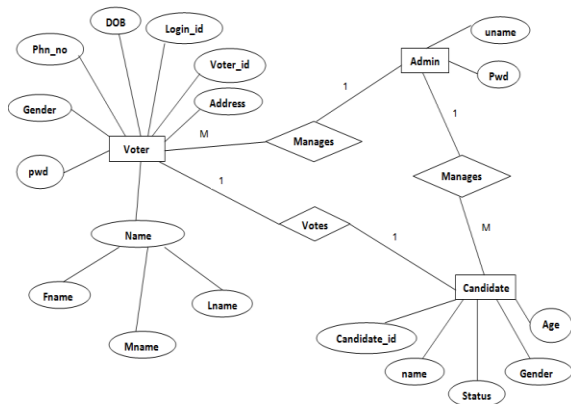 DOB
Login_id
uname
Phn_no
Voter_id
Admin
Pwd
1
Gender
Address
1
M
Voter
Manages
pwd
1
Manages
Name
Votes
M
1
Fname
Lname
Candidate
Mname
Candidate_id
Age
name
Gender
Status